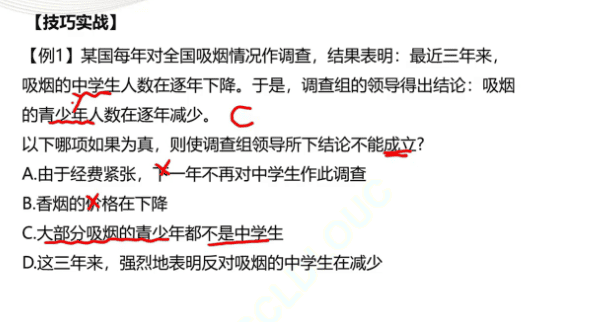 【技巧实战】
【例1】某国每年对全国吸烟情况作调查，结果表明：最近三年来，
吸烟的中学生人数在逐年下降。于是，调查组的领导得出结论：吸烟
的青少年人数在逐年减少。 C
以下哪项如果为真，则使调查组领导所下结论不能成立？
A.由于经费紧张，下一年不再对中学生作此调查
B.香烟的价格在下降
C.大部分吸烟的青少年都不是中学生
D.这三年来，强烈地表明反对吸烟的中学生在减少